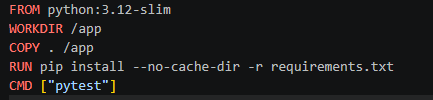 FROM python:3.12-slim
WORKDIR /app
COPY . /app
RUN pip install --no-cache-dir -r requirements.txt
CMD ["pytest"]